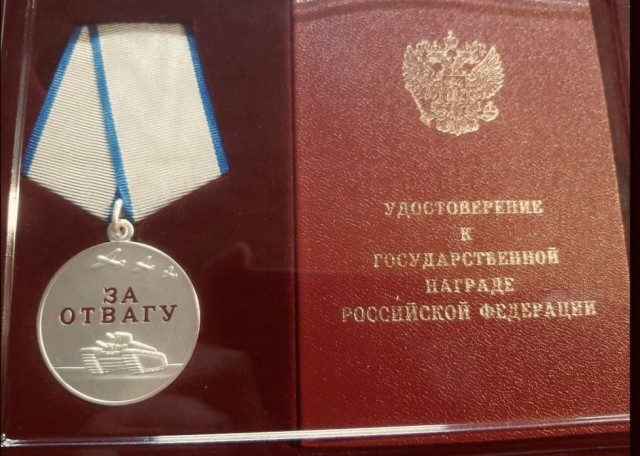 ЗА
ОТВАГУ
УДОСТОВЕРЕНИЕ
К
ГОСУДАРСТВЕННОЙ
НАГРАДЕ
РОССИЙСКОЙ ФЕДЕРАЦИИ